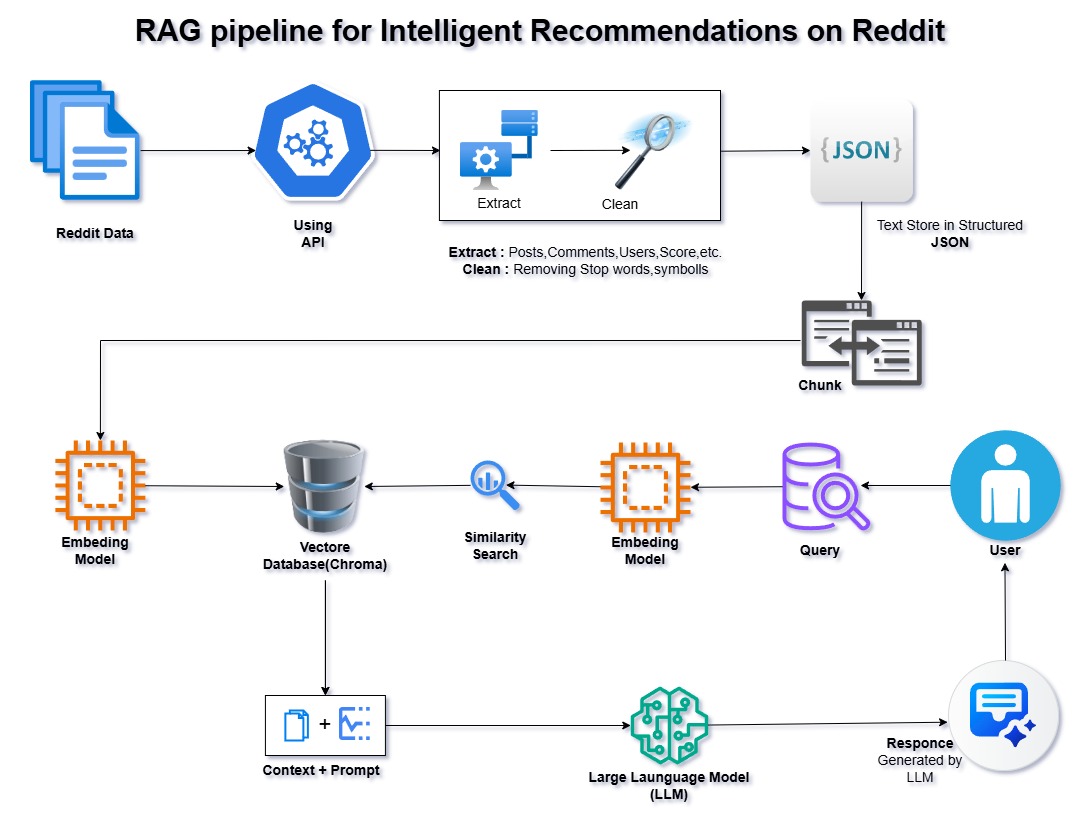 RAG pipeline for Intelligent Recommendations on Reddit
{JSON}
Extract
Clean
Reddit Data
Using
API
Text Store in Structured
JSON
Extract : Posts,Comments,Users,Score,etc.
Clean : Removing Stop words,symbolls
Chunk
Embeding
Model
Vectore
Database(Chroma)
Similarity
Search
Embeding
Model
Query
User
+
Context + Prompt
Large Launguage Model
(LLM)
Responce
Generated by
LLM